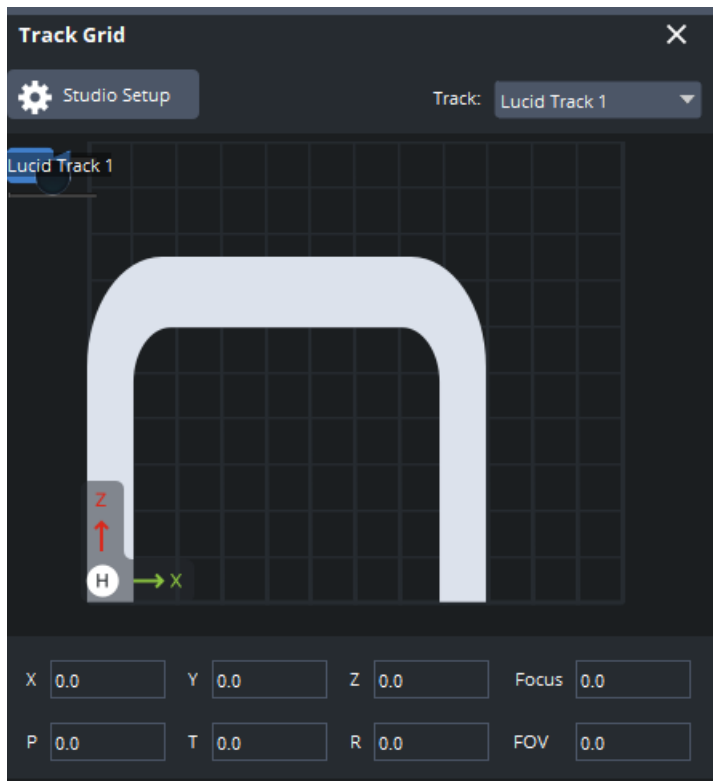 Track Grid
Studio Setup
Track: Lucid Track 1
Lucid Track 1
Z
H X
X 0.0 Y 0.0 Z 0.0 Focus 0.0
P 0.0 T 0.0 R 0.0 FOV 0.0